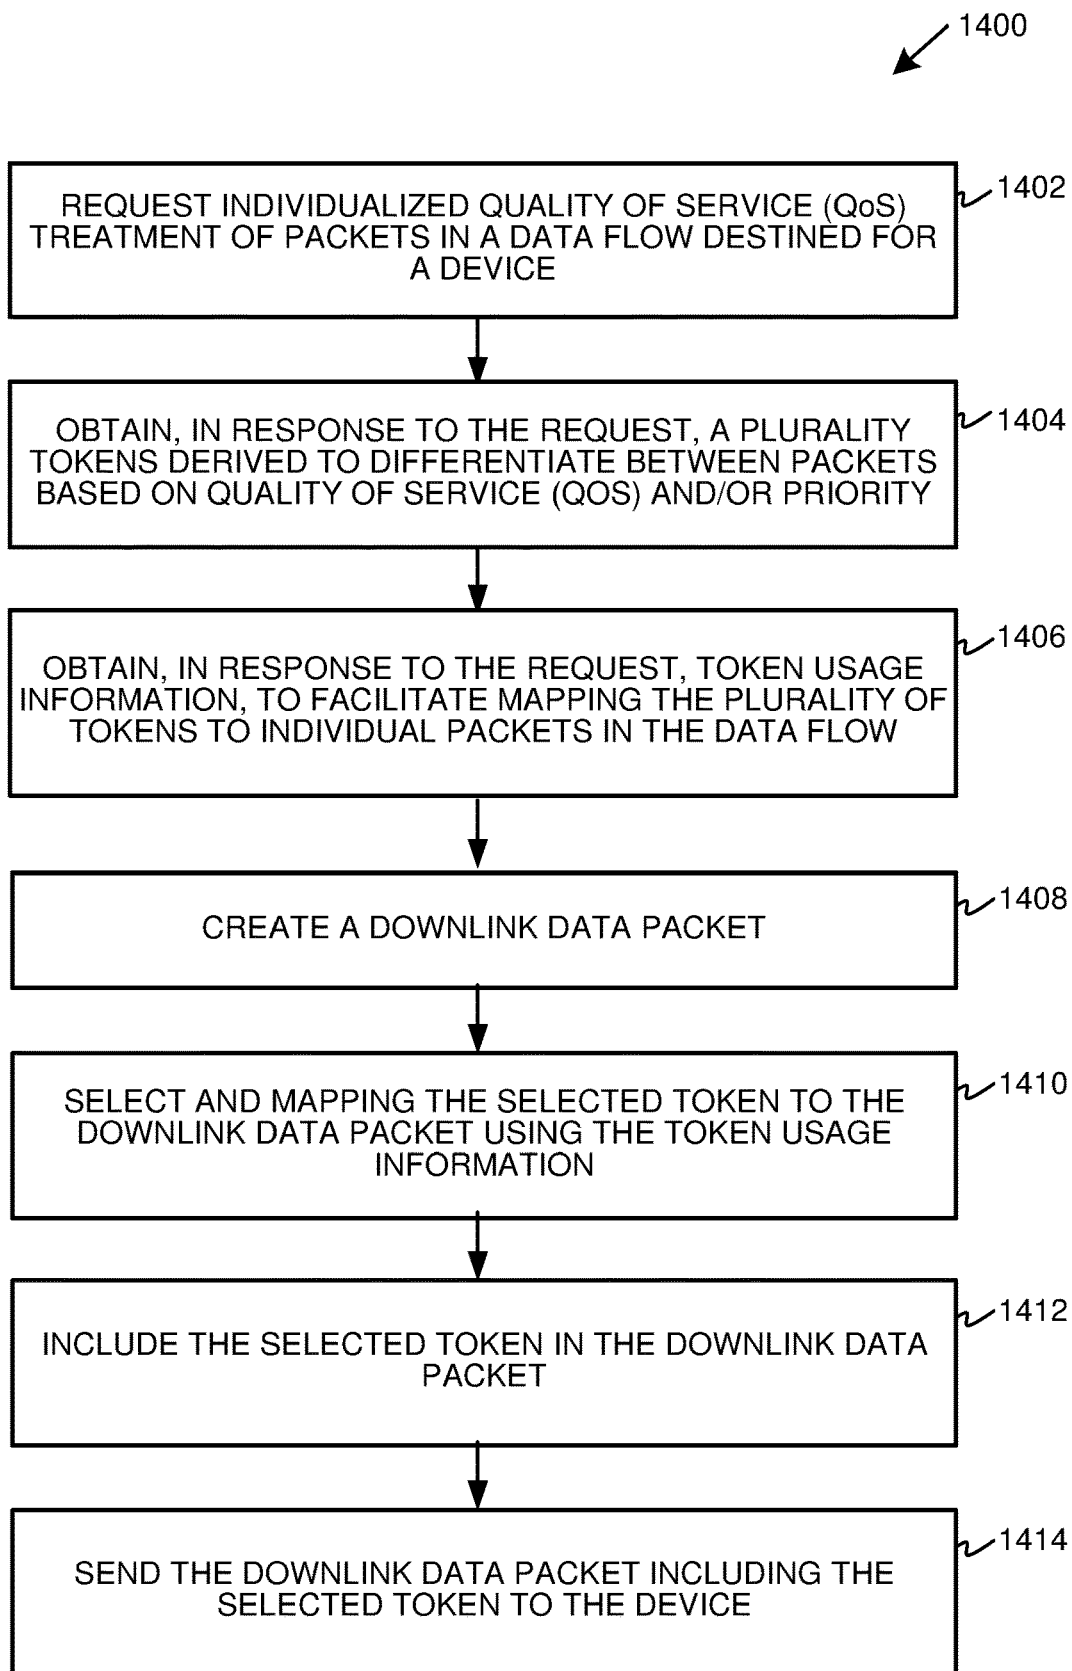 1400
REQUEST INDIVIDUALIZED QUALITY OF SERVICE (QoS)
TREATMENT OF PACKETS IN A DATA FLOW DESTINED FOR
A DEVICE
1402
OBTAIN, IN RESPONSE TO THE REQUEST, A PLURALITY
TOKENS DERIVED TO DIFFERENTIATE BETWEEN PACKETS
BASED ON QUALITY OF SERVICE (QOS) AND/OR PRIORITY
1404
OBTAIN, IN RESPONSE TO THE REQUEST, TOKEN USAGE
INFORMATION, TO FACILITATE MAPPING THE PLURALITY OF
TOKENS TO INDIVIDUAL PACKETS IN THE DATA FLOW
1406
CREATE A DOWNLINK DATA PACKET
1408
SELECT AND MAPPING THE SELECTED TOKEN TO THE
DOWNLINK DATA PACKET USING THE TOKEN USAGE
INFORMATION
1410
INCLUDE THE SELECTED TOKEN IN THE DOWNLINK DATA
PACKET
1412
SEND THE DOWNLINK DATA PACKET INCLUDING THE
SELECTED TOKEN TO THE DEVICE
1414